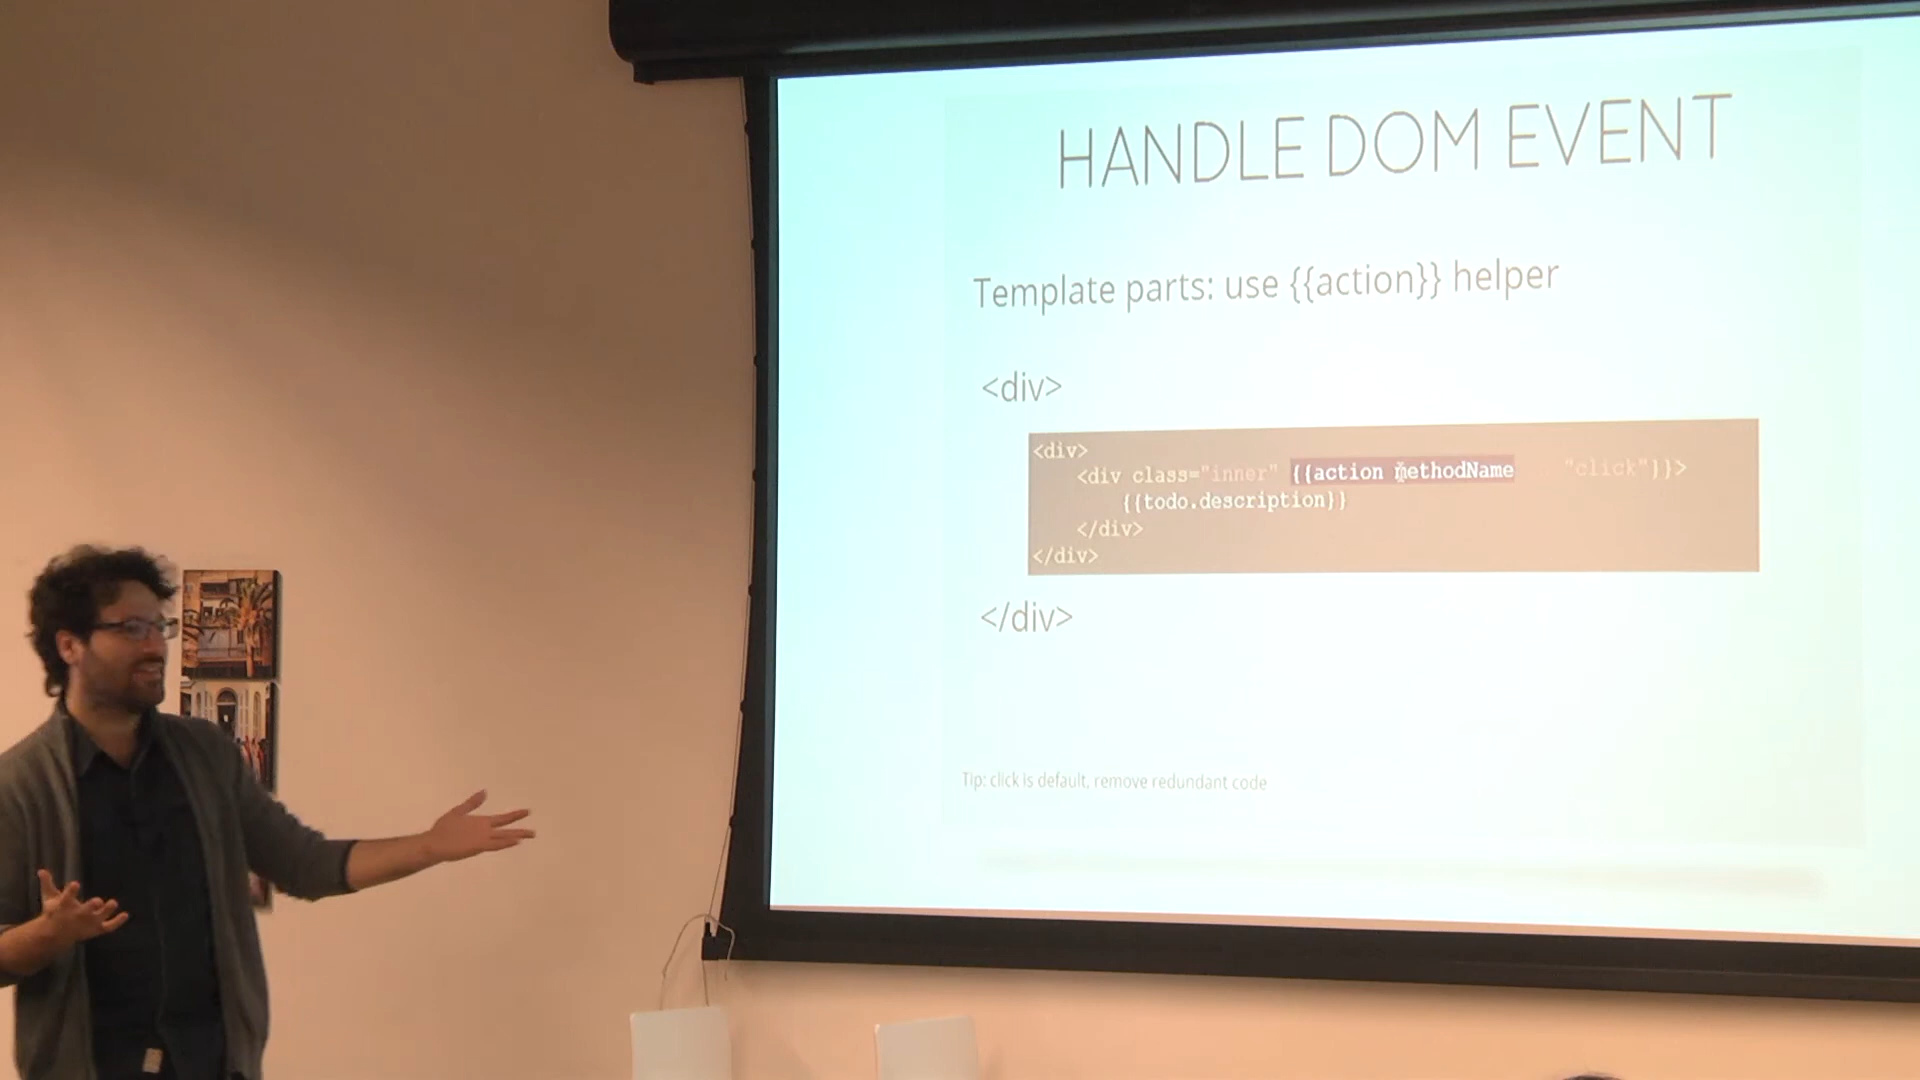 HANDLE DOM EVENT
Template parts: use {{action}} helper
<div>
<div>
<div class="inner" {{action methodName "click"}}>
{{todo.description}}
</div>
</div>
</div>
Tip: click is default, remove redundant code